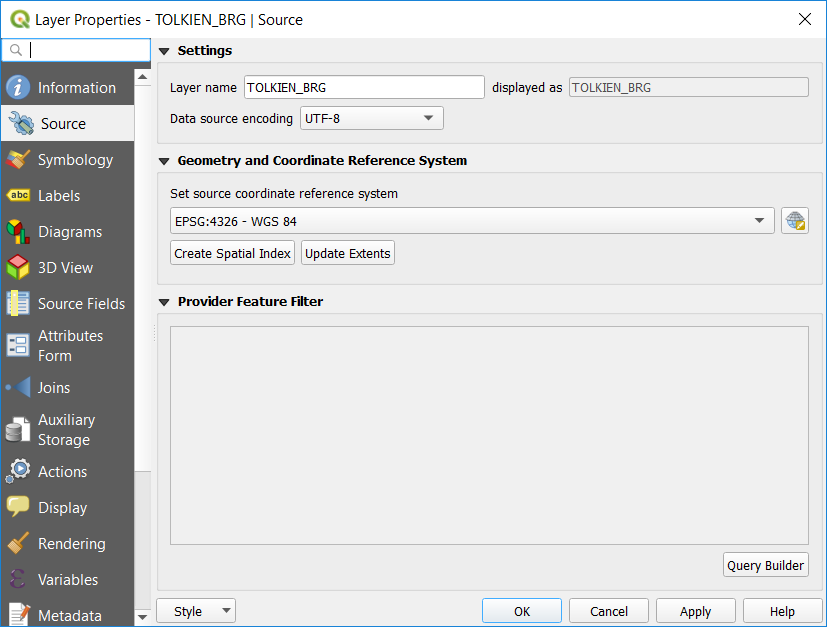 Layer Properties - TOLKIEN_BRG | Source
Information
Source
Symbology
abc Labels
Diagrams
3D View
Source Fields
Attributes
Form
Joins
Auxiliary
Storage
Actions
Display
Rendering
Variables
Metadata
Settings
Layer name TOLKIEN_BRG displayed as TOLKIEN_BRG
Data source encoding UTF-8
Geometry and Coordinate Reference System
Set source coordinate reference system
EPSG:4326 - WGS 84
Create Spatial Index Update Extents
Provider Feature Filter
Query Builder
Style OK Cancel Apply Help